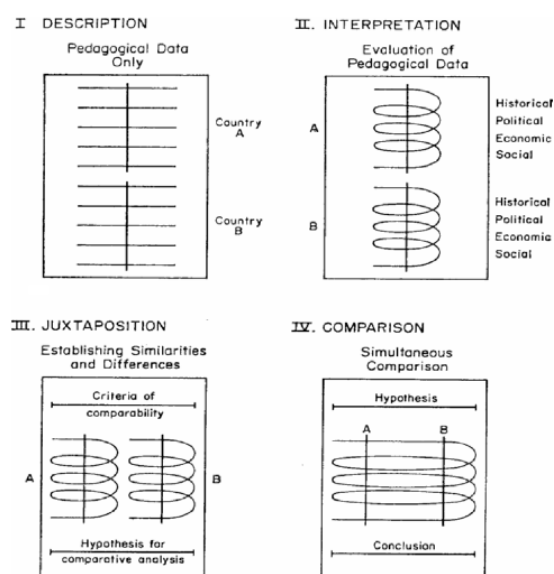 I DESCRIPTION
Pedagogical Data
Only
Country
A
Country
B
II. INTERPRETATION
Evaluation of
Pedagogical Data
A
Historical
Political
Economic
Social
B
Historical
Political
Economic
Social
III. JUXTAPOSITION
Establishing Similarities
and Differences
Criteria of
comparability
A
B
Hypothesis for
comparative analysis
IV. COMPARISON
Simultaneous
Comparison
Hypothesis
A B
Conclusion